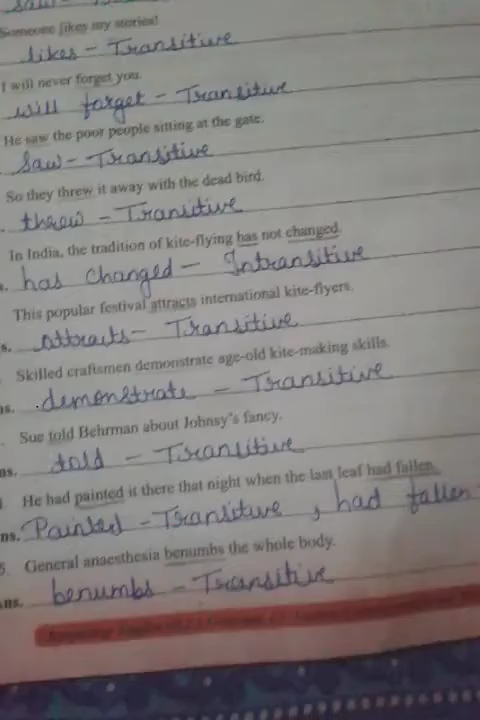 Someone likes my stories!
likes - Transitive
I will never forget you.
will forget - Transitive
He saw the poor people sitting at the gate.
Saw - Transitive
So they threw it away with the dead bird.
threw - Transitive
In India, the tradition of kite-flying has not changed.
has changed - Intransitive
This popular festival attracts international kite-flyers.
s. attracts - Transitive
Skilled craftsmen demonstrate age-old kite-making skills.
ns. demonstrate - Transitive
Sue told Behrman about Johnsy's fancy.
ns. told - Transitive
He had painted it there that night when the last leaf had fallen.
ns. Painted - Transitive , had fallen -
5. General anaesthesia benumbs the whole body.
ns. benumbs - Transitive